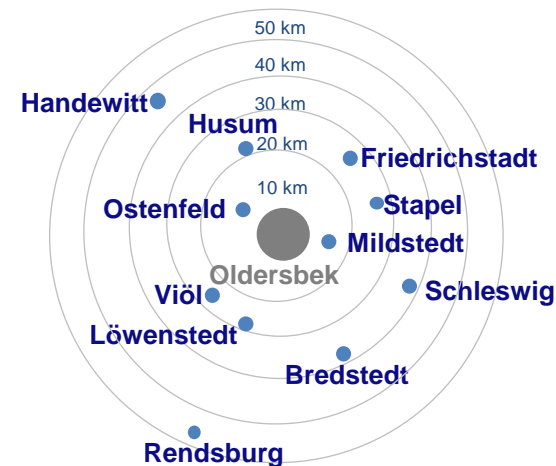 50 km
40 km
Handewitt
30 km
Husum
20 km
Friedrichstadt
10 km
Ostenfeld
Stapel
Mildstedt
Oldersbek
Viöl
Schleswig
Löwenstedt
Bredstedt
Rendsburg